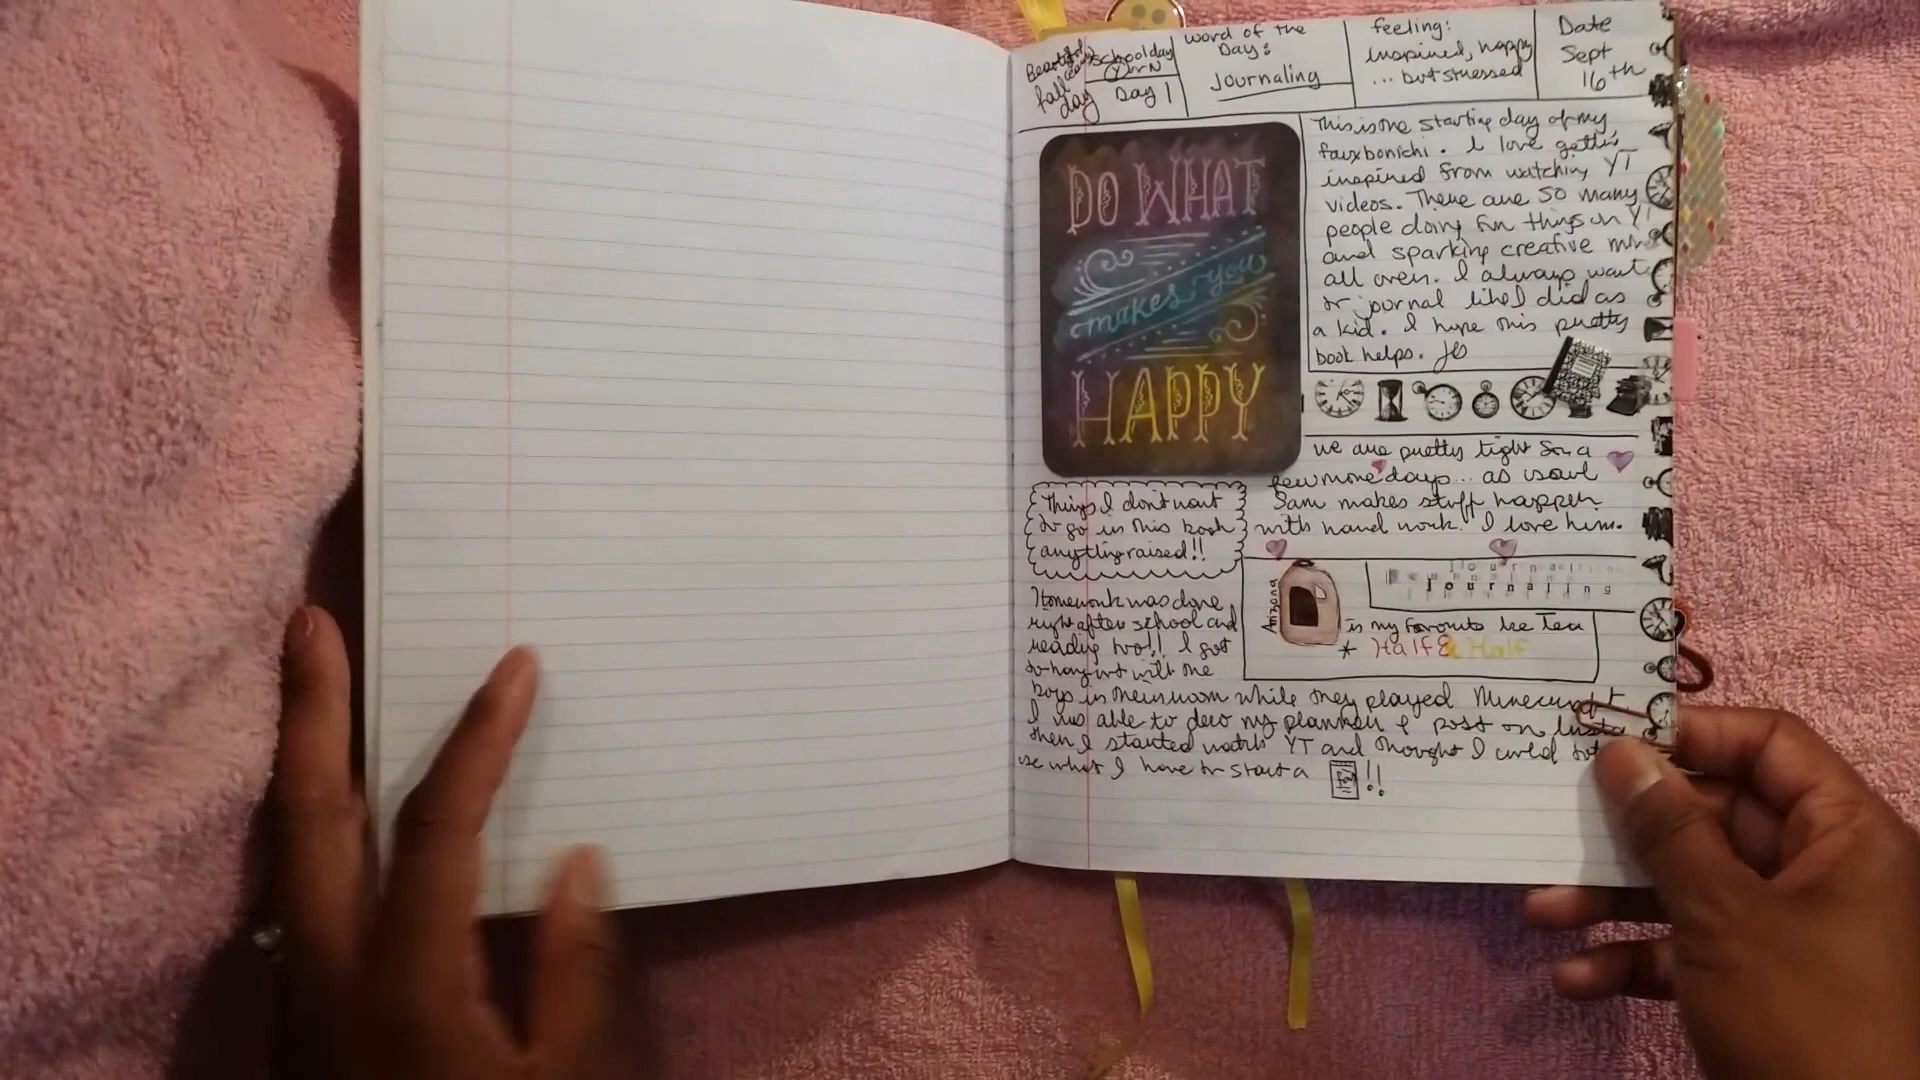 Beautiful
fall
day
School day
Y or N
Day 1
Word of the
Day:
Journaling
feeling:
inspired, happy
... but stressed
Date
Sept
16th
DO WHAT
makes you
HAPPY
This is the starting day of my
fauxbonichi. I love gettin
inspired from watching YT
videos. There are so many
people doing fun things on Y
and sparking creative
all over. I always want
to journal like I did as
a kid. I hope this pretty
book helps.
we are pretty tight for a
few more days... as usual
Sam makes stuff happen
with hard work. I love him.
Things I don't want
to go in this book
anything raised!!
Arizona
is my favorite Ice Tea
* Half & Half
journaling
journaling
Homework was done
right after school and
reading too!! I got
to hang out with the
boys in their room while they played Minecraft
I was able to deco my planner & post on Insta
then I started watch YT and thought I could
use what I have to start a !!